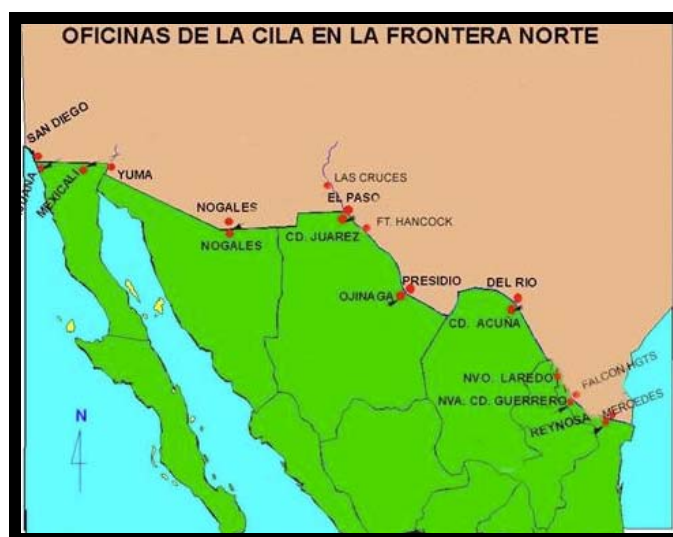 OFICINAS DE LA CILA EN LA FRONTERA NORTE
SAN DIEGO
MEXICALI
YUMA
NOGALES
NOGALES
LAS CRUCES
EL PASO
CD. JUAREZ
FT. HANCOCK
PRESIDIO
OJINAGA
DEL RIO
CD. ACUÑA
NVO. LAREDO
FALCON HGTS
NVA. CD. GUERRERO
REYNOSA
MERCEDES
N